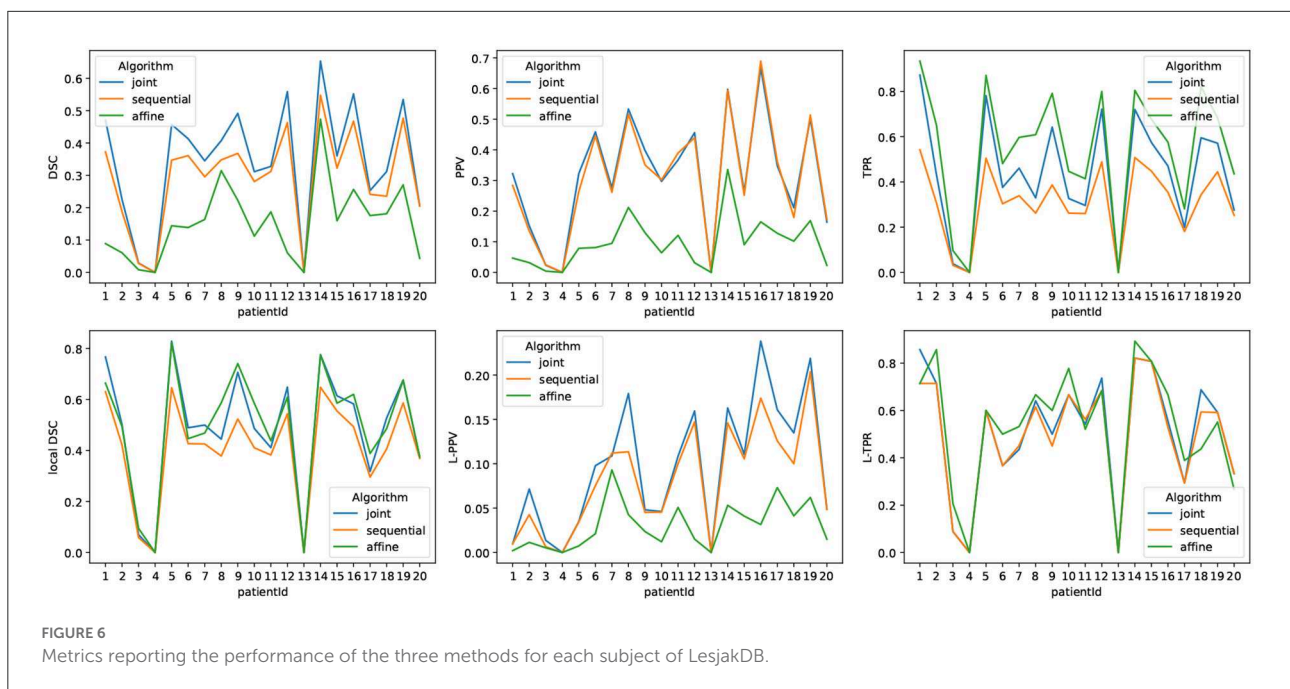 Algorithm
joint
sequential
affine
DSC
0.6
0.5
0.4
0.3
0.2
0.1
0.0
1 2 3 4 5 6 7 8 9 10 11 12 13 14 15 16 17 18 19 20
patientId
Algorithm
joint
sequential
affine
PPV
0.7
0.6
0.5
0.4
0.3
0.2
0.1
0.0
1 2 3 4 5 6 7 8 9 10 11 12 13 14 15 16 17 18 19 20
patientId
Algorithm
joint
sequential
affine
TPR
0.8
0.6
0.4
0.2
0.0
1 2 3 4 5 6 7 8 9 10 11 12 13 14 15 16 17 18 19 20
patientId
local DSC
0.8
0.6
0.4
0.2
0.0
Algorithm
joint
sequential
affine
1 2 3 4 5 6 7 8 9 10 11 12 13 14 15 16 17 18 19 20
patientId
Algorithm
joint
sequential
affine
L-PPV
0.20
0.15
0.10
0.05
0.00
1 2 3 4 5 6 7 8 9 10 11 12 13 14 15 16 17 18 19 20
patientId
L-TPR
0.8
0.6
0.4
0.2
0.0
Algorithm
joint
sequential
affine
1 2 3 4 5 6 7 8 9 10 11 12 13 14 15 16 17 18 19 20
patientId
FIGURE 6
Metrics reporting the performance of the three methods for each subject of LesjakDB.